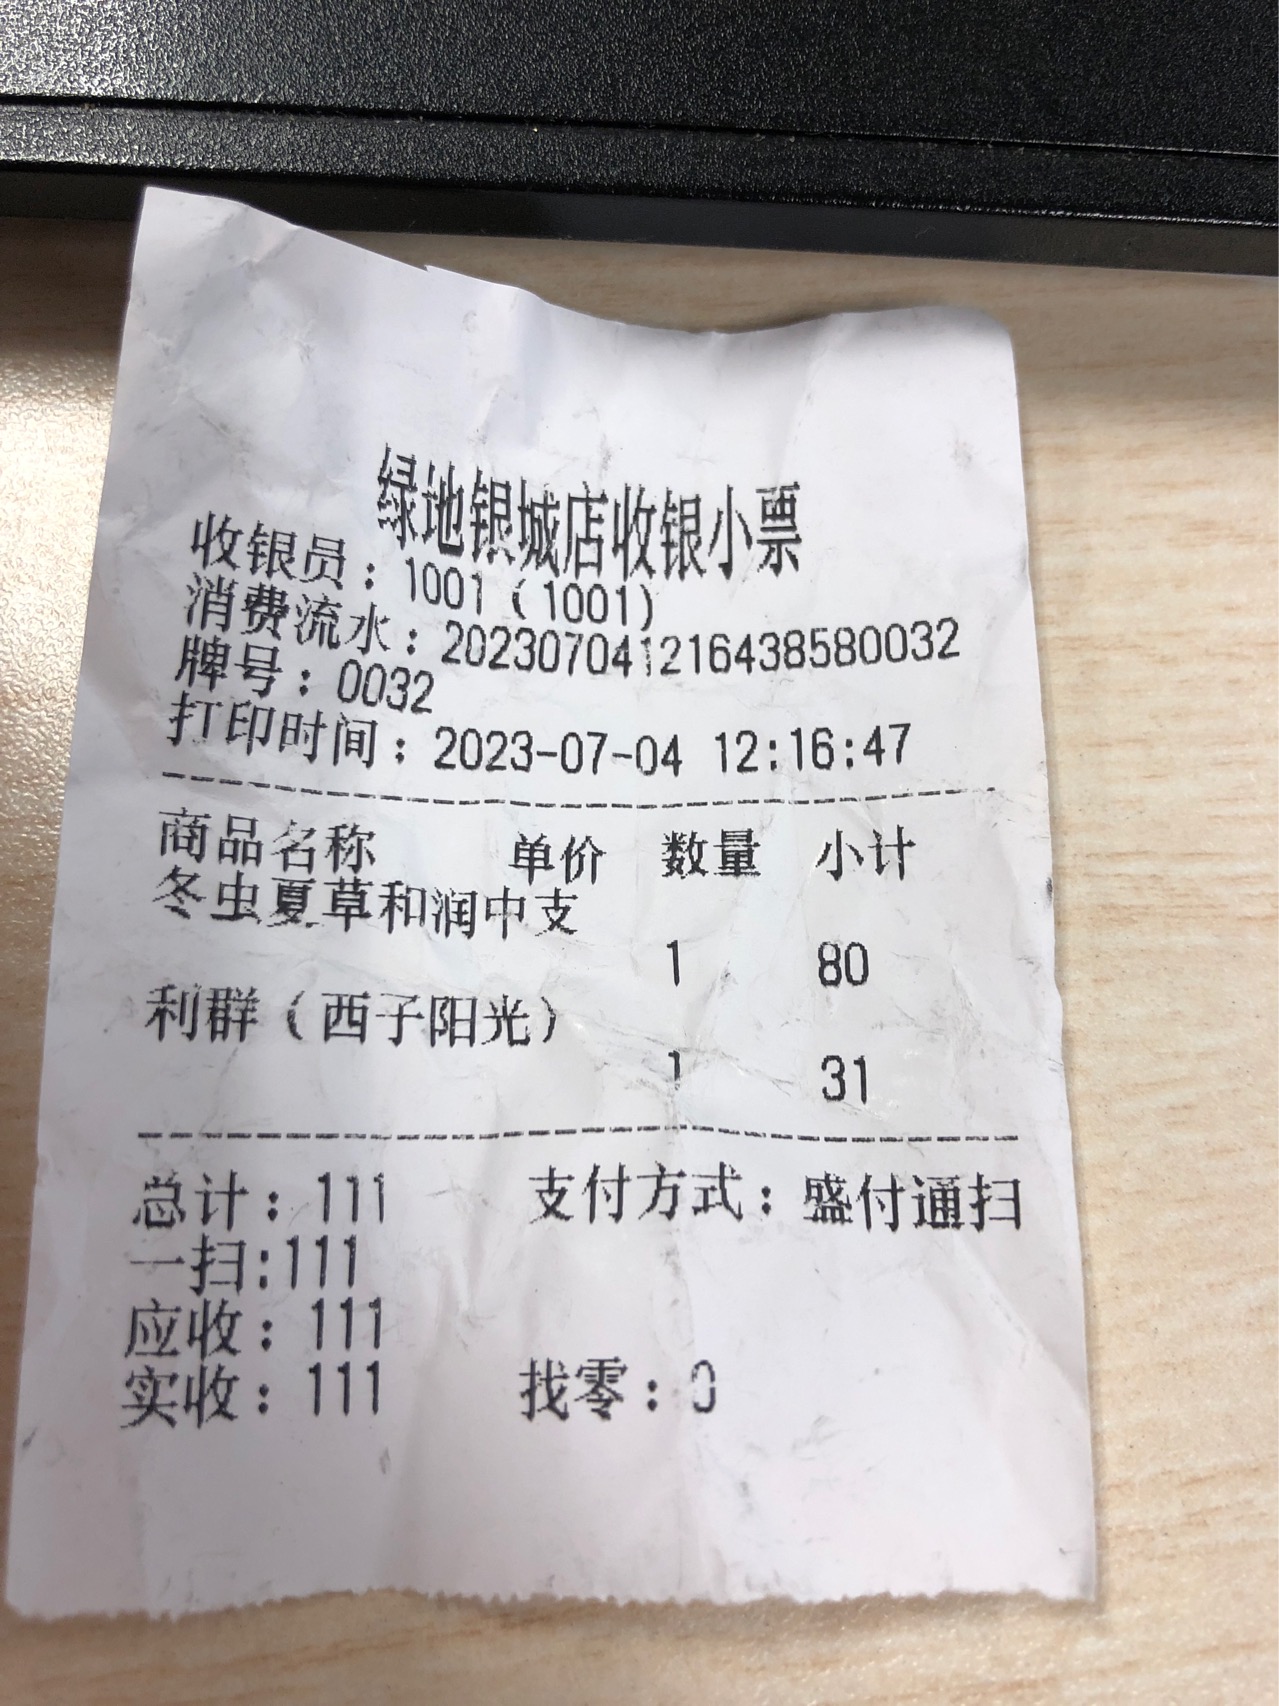 绿地银城店收银小票
收银员：1001（1001）
消费流水：202307041216438580032
牌号：0032
打印时间：2023-07-04 12:16:47
商品名称 单价 数量 小计
冬虫夏草和润中支
1 80
利群（西子阳光）
1 31
总计：111 支付方式：盛付通扫
一扫:111
应收：111
实收：111 找零：0